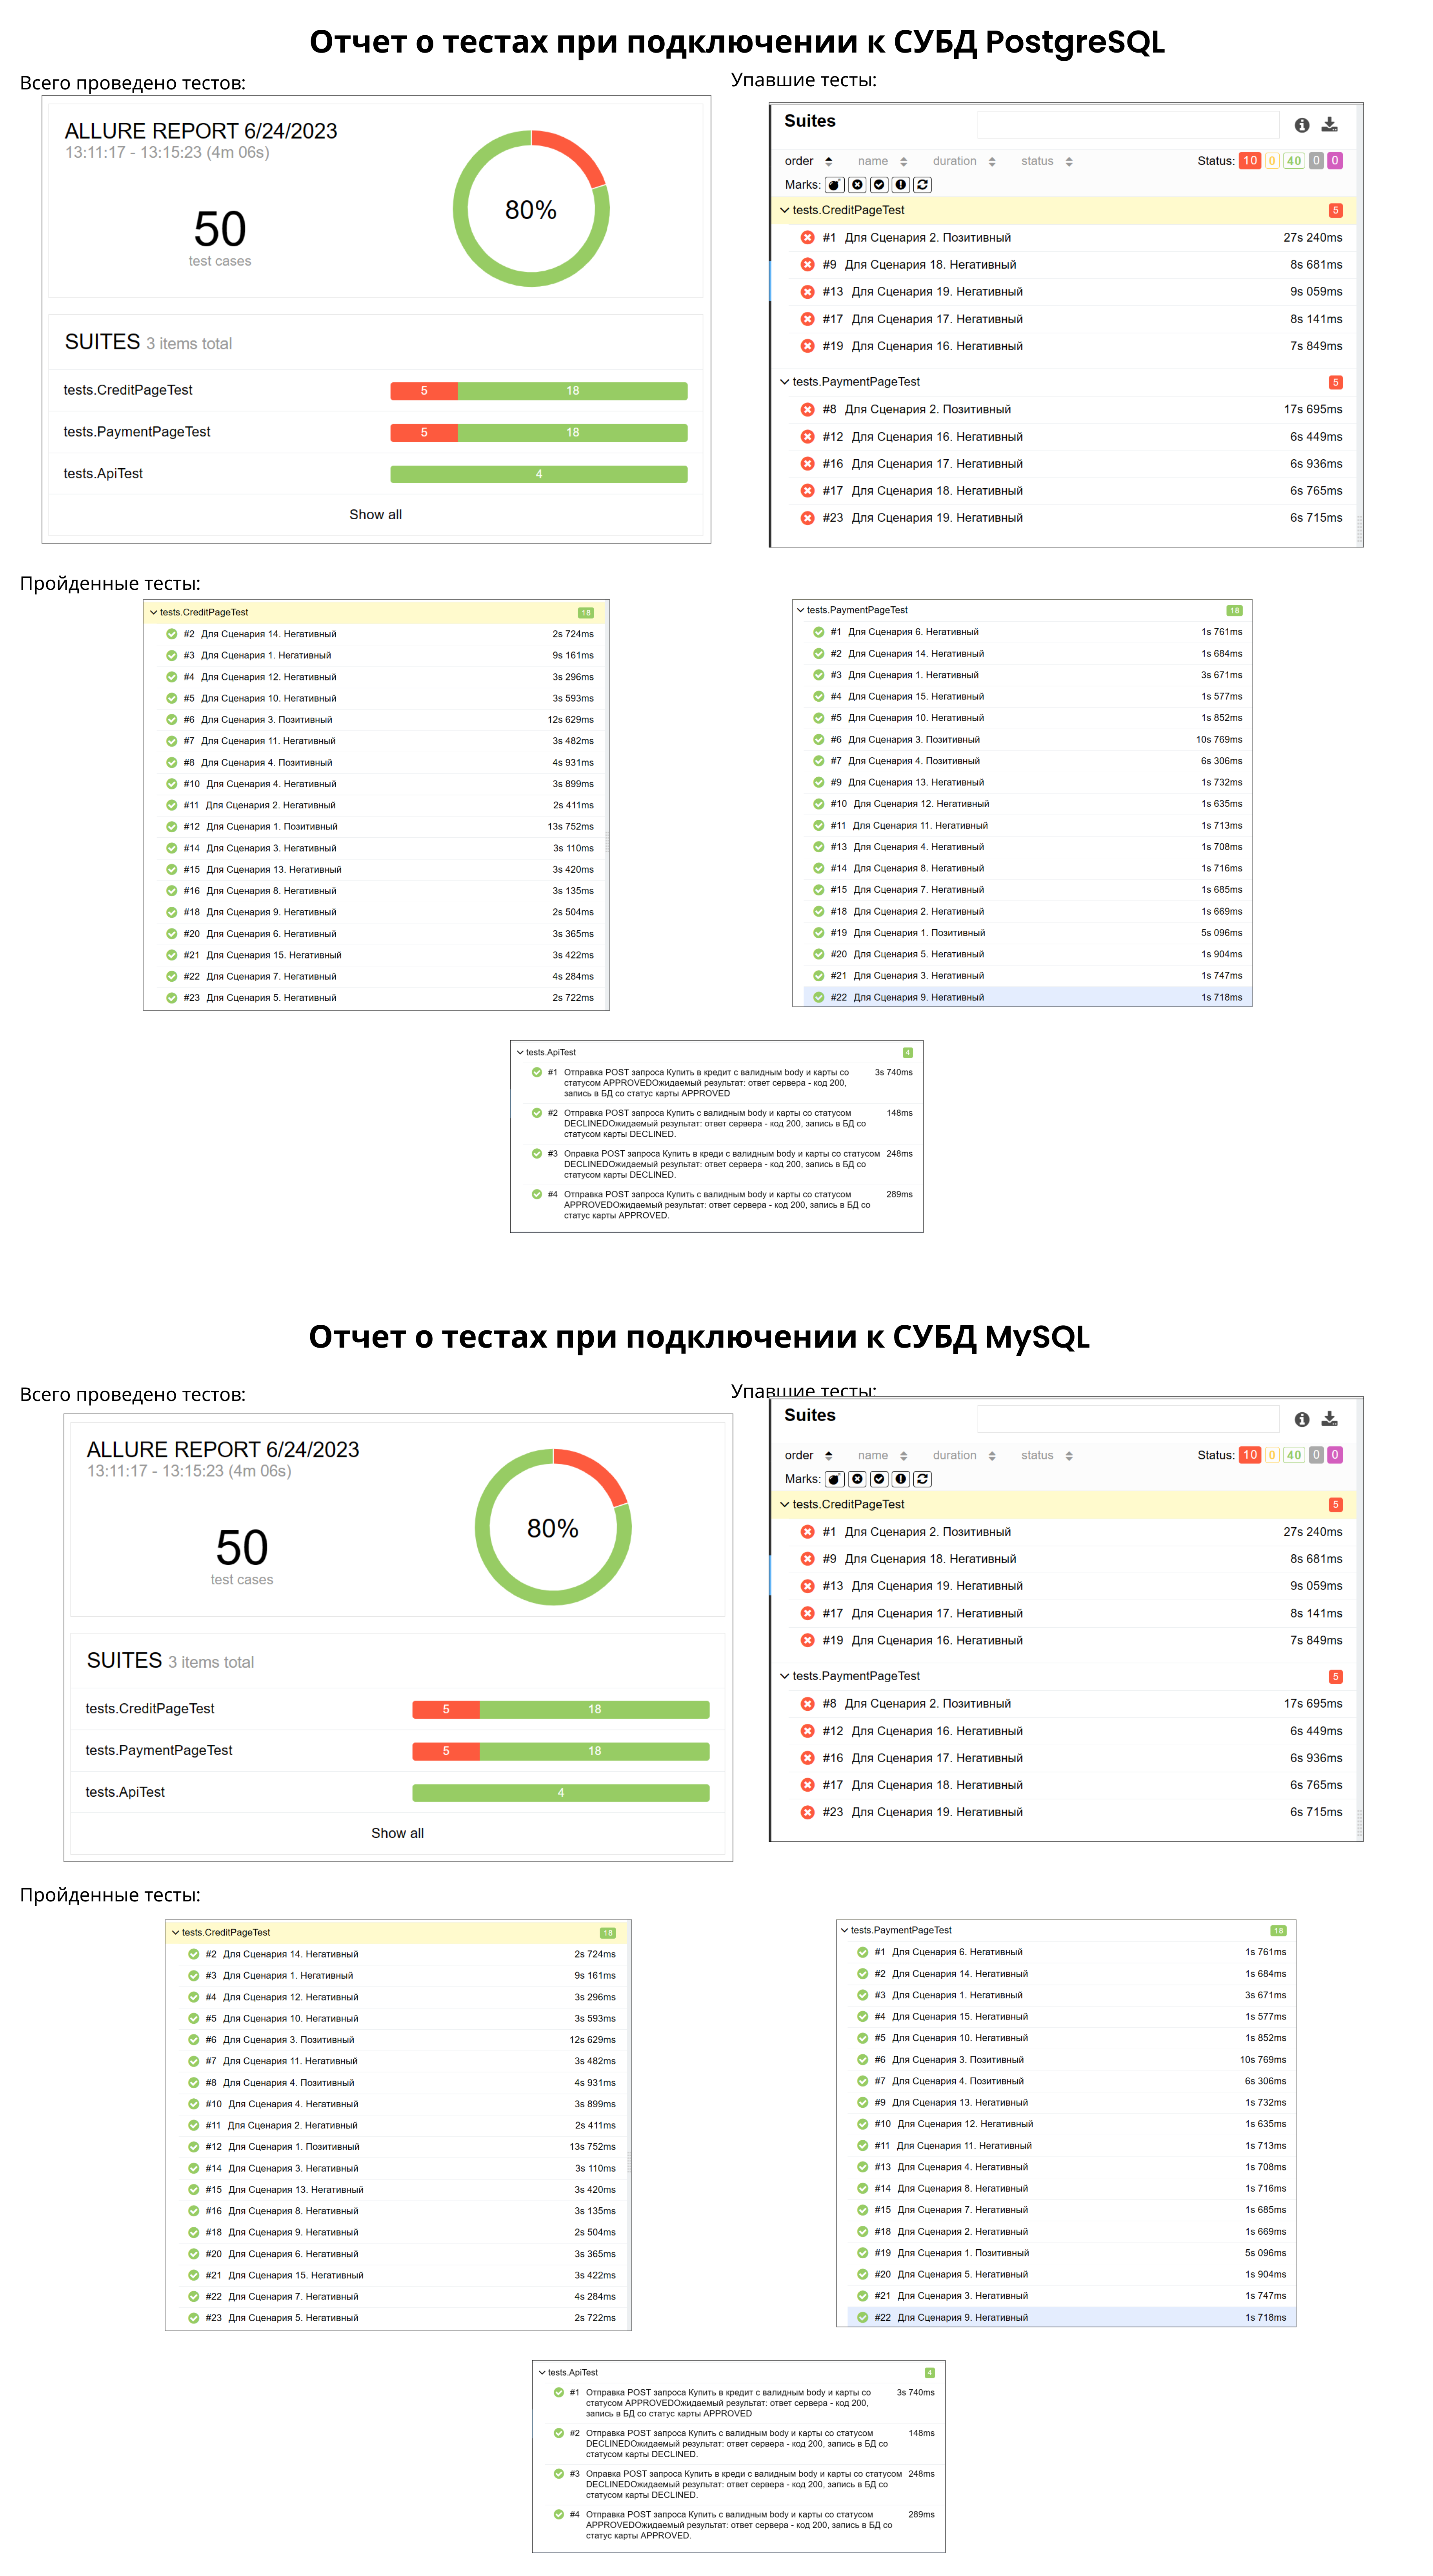 Отчет о тестах при подключении к СУБД PostgreSQL
Всего проведено тестов:
Упавшие тесты:
ALLURE REPORT 6/24/2023
13:11:17 - 13:15:23 (4m 06s)
50
test cases
80%
SUITES 3 items total
tests.CreditPageTest 5 18
tests.PaymentPageTest 5 18
tests.ApiTest 4
Show all
Suites
order name duration status Status: 10 0 40 0 0
Marks:
tests.CreditPageTest 5
#1 Для Сценария 2. Позитивный 27s 240ms
#9 Для Сценария 18. Негативный 8s 681ms
#13 Для Сценария 19. Негативный 9s 059ms
#17 Для Сценария 17. Негативный 8s 141ms
#19 Для Сценария 16. Негативный 7s 849ms
tests.PaymentPageTest 5
#8 Для Сценария 2. Позитивный 17s 695ms
#12 Для Сценария 16. Негативный 6s 449ms
#16 Для Сценария 17. Негативный 6s 936ms
#17 Для Сценария 18. Негативный 6s 765ms
#23 Для Сценария 19. Негативный 6s 715ms
Пройденные тесты:
tests.CreditPageTest 18
#2 Для Сценария 14. Негативный 2s 724ms
#3 Для Сценария 1. Негативный 9s 161ms
#4 Для Сценария 12. Негативный 3s 296ms
#5 Для Сценария 10. Негативный 3s 593ms
#6 Для Сценария 3. Позитивный 12s 629ms
#7 Для Сценария 11. Негативный 3s 482ms
#8 Для Сценария 4. Позитивный 4s 931ms
#10 Для Сценария 4. Негативный 3s 899ms
#11 Для Сценария 2. Негативный 2s 411ms
#12 Для Сценария 1. Позитивный 13s 752ms
#14 Для Сценария 3. Негативный 3s 110ms
#15 Для Сценария 13. Негативный 3s 420ms
#16 Для Сценария 8. Негативный 3s 135ms
#18 Для Сценария 9. Негативный 2s 504ms
#20 Для Сценария 6. Негативный 3s 365ms
#21 Для Сценария 15. Негативный 3s 422ms
#22 Для Сценария 7. Негативный 4s 284ms
#23 Для Сценария 5. Негативный 2s 722ms
tests.PaymentPageTest 18
#1 Для Сценария 6. Негативный 1s 761ms
#2 Для Сценария 14. Негативный 1s 684ms
#3 Для Сценария 1. Негативный 3s 671ms
#4 Для Сценария 15. Негативный 1s 577ms
#5 Для Сценария 10. Негативный 1s 852ms
#6 Для Сценария 3. Позитивный 10s 769ms
#7 Для Сценария 4. Позитивный 6s 306ms
#9 Для Сценария 13. Негативный 1s 732ms
#10 Для Сценария 12. Негативный 1s 635ms
#11 Для Сценария 11. Негативный 1s 713ms
#13 Для Сценария 4. Негативный 1s 708ms
#14 Для Сценария 8. Негативный 1s 716ms
#15 Для Сценария 7. Негативный 1s 685ms
#18 Для Сценария 2. Негативный 1s 669ms
#19 Для Сценария 1. Позитивный 5s 096ms
#20 Для Сценария 5. Негативный 1s 904ms
#21 Для Сценария 3. Негативный 1s 747ms
#22 Для Сценария 9. Негативный 1s 718ms
tests.ApiTest 4
#1 Отправка POST запроса Купить в кредит с валидным body и карты со 3s 740ms
статусом APPROVEDОжидаемый результат: ответ сервера - код 200,
запись в БД со статус карты APPROVED
#2 Отправка POST запроса Купить с валидным body и карты со статусом 148ms
DECLINEDОжидаемый результат: ответ сервера - код 200, запись в БД со
статусом карты DECLINED.
#3 Оправка POST запроса Купить в креди с валидным body и карты со статусом 248ms
DECLINEDОжидаемый результат: ответ сервера - код 200, запись в БД со
статусом карты DECLINED.
#4 Отправка POST запроса Купить с валидным body и карты со статусом 289ms
APPROVEDОжидаемый результат: ответ сервера - код 200, запись в БД со
статус карты APPROVED.
Отчет о тестах при подключении к СУБД MySQL
Всего проведено тестов:
Упавшие тесты:
ALLURE REPORT 6/24/2023
13:11:17 - 13:15:23 (4m 06s)
50
test cases
80%
SUITES 3 items total
tests.CreditPageTest 5 18
tests.PaymentPageTest 5 18
tests.ApiTest 4
Show all
Suites
order name duration status Status: 10 0 40 0 0
Marks:
tests.CreditPageTest 5
#1 Для Сценария 2. Позитивный 27s 240ms
#9 Для Сценария 18. Негативный 8s 681ms
#13 Для Сценария 19. Негативный 9s 059ms
#17 Для Сценария 17. Негативный 8s 141ms
#19 Для Сценария 16. Негативный 7s 849ms
tests.PaymentPageTest 5
#8 Для Сценария 2. Позитивный 17s 695ms
#12 Для Сценария 16. Негативный 6s 449ms
#16 Для Сценария 17. Негативный 6s 936ms
#17 Для Сценария 18. Негативный 6s 765ms
#23 Для Сценария 19. Негативный 6s 715ms
Пройденные тесты:
tests.CreditPageTest 18
#2 Для Сценария 14. Негативный 2s 724ms
#3 Для Сценария 1. Негативный 9s 161ms
#4 Для Сценария 12. Негативный 3s 296ms
#5 Для Сценария 10. Негативный 3s 593ms
#6 Для Сценария 3. Позитивный 12s 629ms
#7 Для Сценария 11. Негативный 3s 482ms
#8 Для Сценария 4. Позитивный 4s 931ms
#10 Для Сценария 4. Негативный 3s 899ms
#11 Для Сценария 2. Негативный 2s 411ms
#12 Для Сценария 1. Позитивный 13s 752ms
#14 Для Сценария 3. Негативный 3s 110ms
#15 Для Сценария 13. Негативный 3s 420ms
#16 Для Сценария 8. Негативный 3s 135ms
#18 Для Сценария 9. Негативный 2s 504ms
#20 Для Сценария 6. Негативный 3s 365ms
#21 Для Сценария 15. Негативный 3s 422ms
#22 Для Сценария 7. Негативный 4s 284ms
#23 Для Сценария 5. Негативный 2s 722ms
tests.PaymentPageTest 18
#1 Для Сценария 6. Негативный 1s 761ms
#2 Для Сценария 14. Негативный 1s 684ms
#3 Для Сценария 1. Негативный 3s 671ms
#4 Для Сценария 15. Негативный 1s 577ms
#5 Для Сценария 10. Негативный 1s 852ms
#6 Для Сценария 3. Позитивный 10s 769ms
#7 Для Сценария 4. Позитивный 6s 306ms
#9 Для Сценария 13. Негативный 1s 732ms
#10 Для Сценария 12. Негативный 1s 635ms
#11 Для Сценария 11. Негативный 1s 713ms
#13 Для Сценария 4. Негативный 1s 708ms
#14 Для Сценария 8. Негативный 1s 716ms
#15 Для Сценария 7. Негативный 1s 685ms
#18 Для Сценария 2. Негативный 1s 669ms
#19 Для Сценария 1. Позитивный 5s 096ms
#20 Для Сценария 5. Негативный 1s 904ms
#21 Для Сценария 3. Негативный 1s 747ms
#22 Для Сценария 9. Негативный 1s 718ms
tests.ApiTest 4
#1 Отправка POST запроса Купить в кредит с валидным body и карты со 3s 740ms
статусом APPROVEDОжидаемый результат: ответ сервера - код 200,
запись в БД со статус карты APPROVED
#2 Отправка POST запроса Купить с валидным body и карты со статусом 148ms
DECLINEDОжидаемый результат: ответ сервера - код 200, запись в БД со
статусом карты DECLINED.
#3 Оправка POST запроса Купить в креди с валидным body и карты со статусом 248ms
DECLINEDОжидаемый результат: ответ сервера - код 200, запись в БД со
статусом карты DECLINED.
#4 Отправка POST запроса Купить с валидным body и карты со статусом 289ms
APPROVEDОжидаемый результат: ответ сервера - код 200, запись в БД со
статус карты APPROVED.